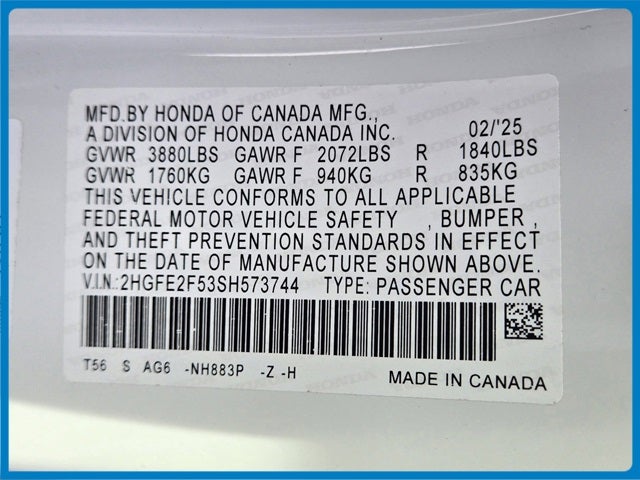 MFD.BY HONDA OF CANADA MFG.,
A DIVISION OF HONDA CANADA INC. 02/'25
GVWR 3880LBS GAWR F 2072LBS R 1840LBS
GVWR 1760KG GAWR F 940KG R 835KG
THIS VEHICLE CONFORMS TO ALL APPLICABLE
FEDERAL MOTOR VEHICLE SAFETY , BUMPER ,
AND THEFT PREVENTION STANDARDS IN EFFECT
ON THE DATE OF MANUFACTURE SHOWN ABOVE.
V.I.N.:2HGFE2F53SH573744 TYPE: PASSENGER CAR
T56 S AG6 -NH883P -Z -H
MADE IN CANADA